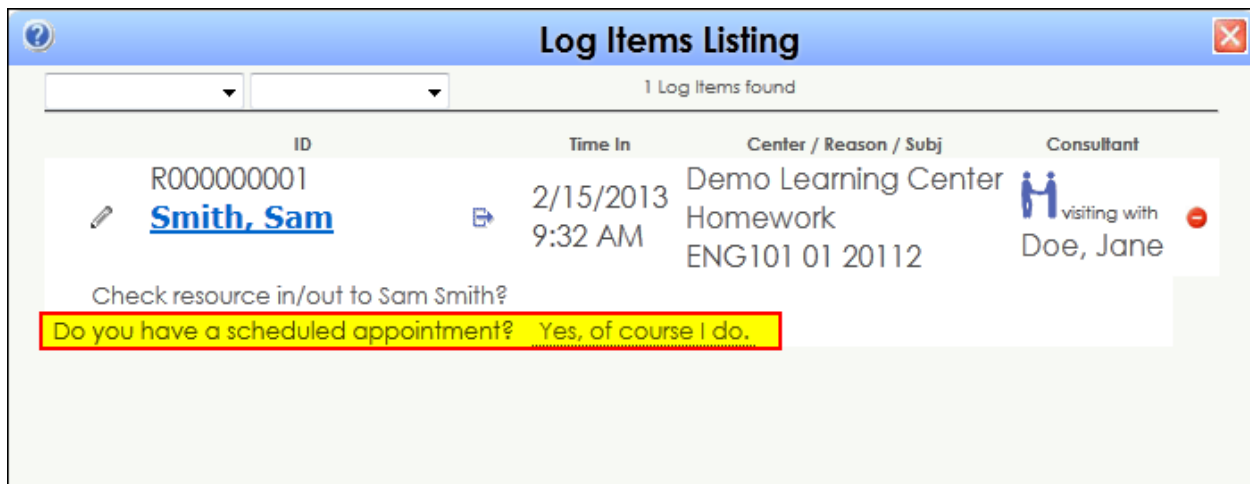 Log Items Listing
1 Log Items found
ID Time In Center / Reason / Subj Consultant
R000000001
Smith, Sam
2/15/2013
9:32 AM
Demo Learning Center
Homework
ENG101 01 20112
visiting with
Doe, Jane
Check resource in/out to Sam Smith?
Do you have a scheduled appointment? Yes, of course I do.